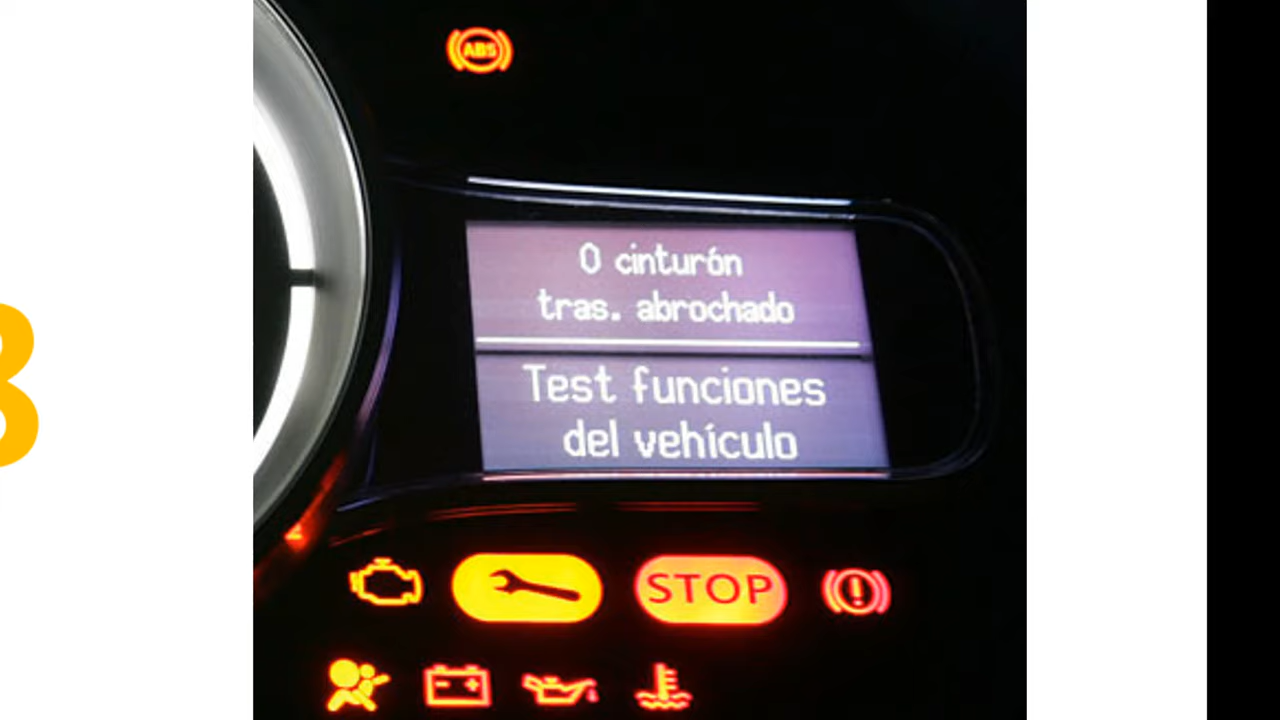 ABS
0 cinturón
tras. abrochado
Test funciones
del vehículo
STOP